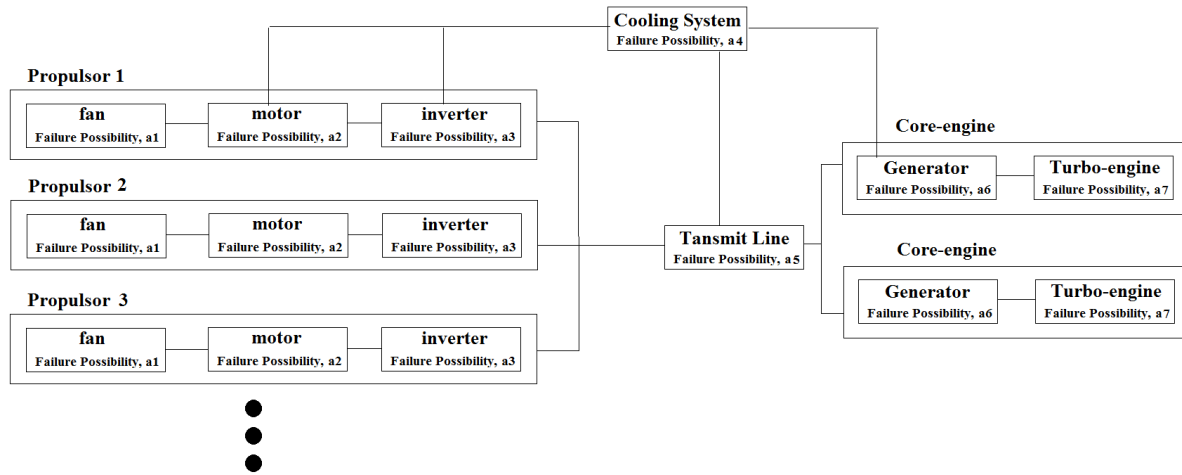 Cooling System
Failure Possibility, a4
Propulsor 1
fan
Failure Possibility, a1
motor
Failure Possibility, a2
inverter
Failure Possibility, a3
Propulsor 2
fan
Failure Possibility, a1
motor
Failure Possibility, a2
inverter
Failure Possibility, a3
Propulsor 3
fan
Failure Possibility, a1
motor
Failure Possibility, a2
inverter
Failure Possibility, a3
Tansmit Line
Failure Possibility, a5
Core-engine
Generator
Failure Possibility, a6
Turbo-engine
Failure Possibility, a7
Core-engine
Generator
Failure Possibility, a6
Turbo-engine
Failure Possibility, a7